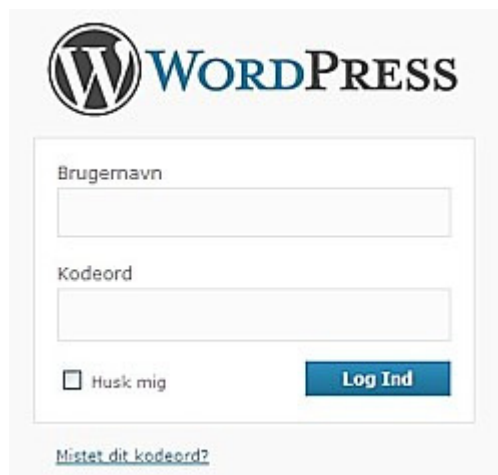 WORDPRESS
Brugernavn
Kodeord
Husk mig
Log Ind
Mistet dit kodeord?